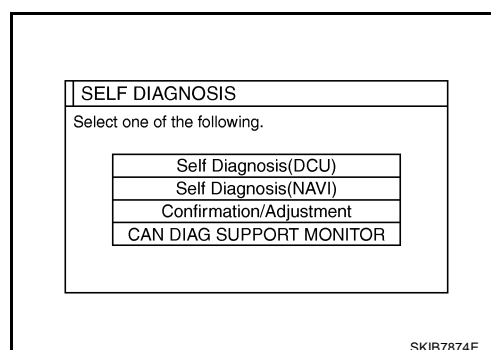 SELF DIAGNOSIS
Select one of the following.
Self Diagnosis(DCU)
Self Diagnosis(NAVI)
Confirmation/Adjustment
CAN DIAG SUPPORT MONITOR
SKIB7874E